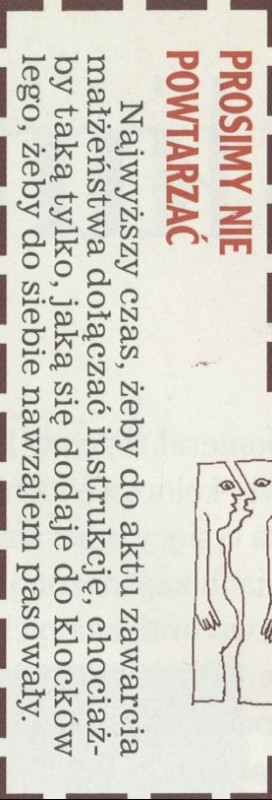 PROSIMY NIE
POWTARZAĆ
Najwyższy czas, żeby do aktu zawarcia
małżeństwa dołączać instrukcję, chociaż-
by taką tylko, jaką się dodaje do klocków
lego, żeby do siebie nawzajem pasowały.